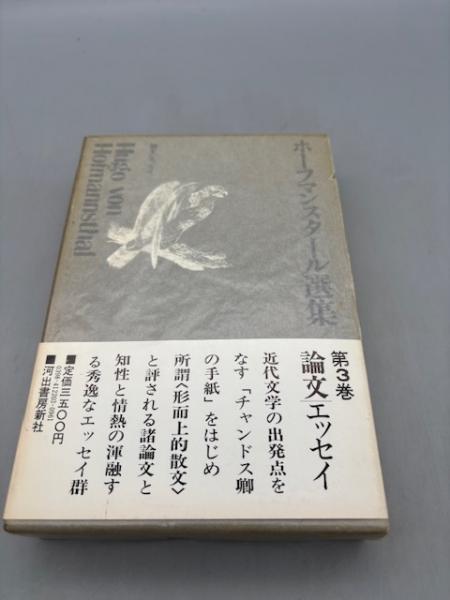 ホーフマンスタール選集
Hugo von
Hofmannsthal
第3巻
論文/エッセイ
近代文学の出発点を
なす「チャンドス卿
の手紙」をはじめ
所謂〈形而上的散文〉
と評される諸論文と
知性と情熱の渾融す
る秀逸なエッセイ群
■定価三五〇〇円
■河出書房新社